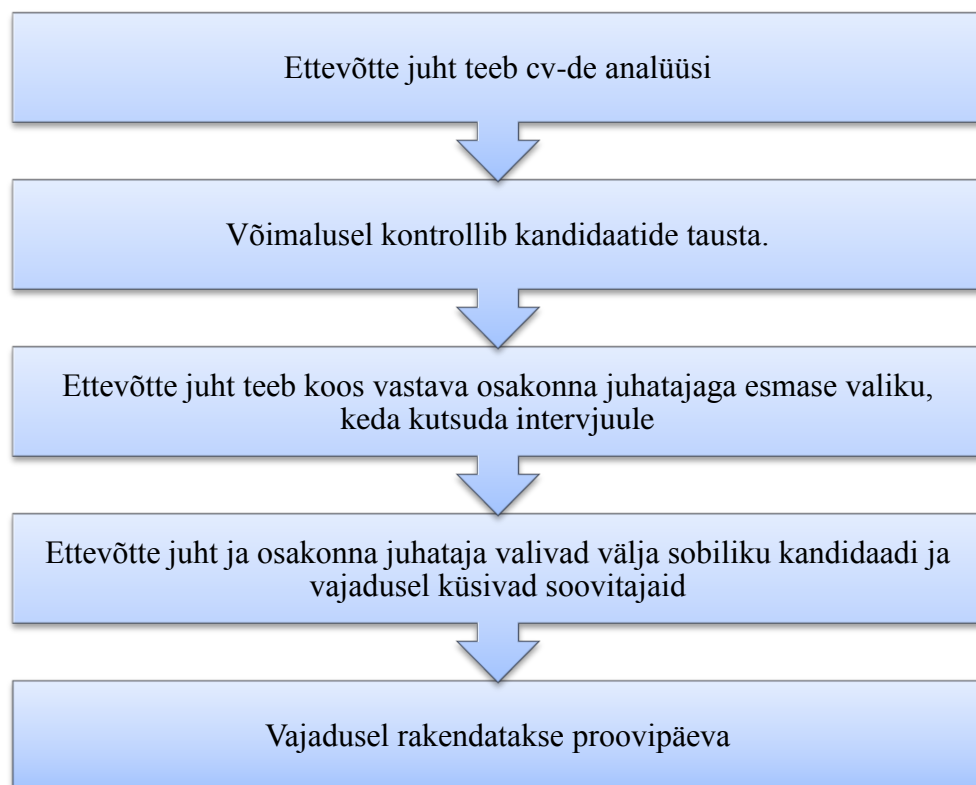 Ettevõtte juht teeb cv-de analüüsi
Võimalusel kontrollib kandidaatide tausta.
Ettevõtte juht teeb koos vastava osakonna juhatajaga esmase valiku,
keda kutsuda intervjuule
Ettevõtte juht ja osakonna juhataja valivad välja sobiliku kandidaadi ja
vajadusel küsivad soovitajaid
Vajadusel rakendatakse proovipäeva